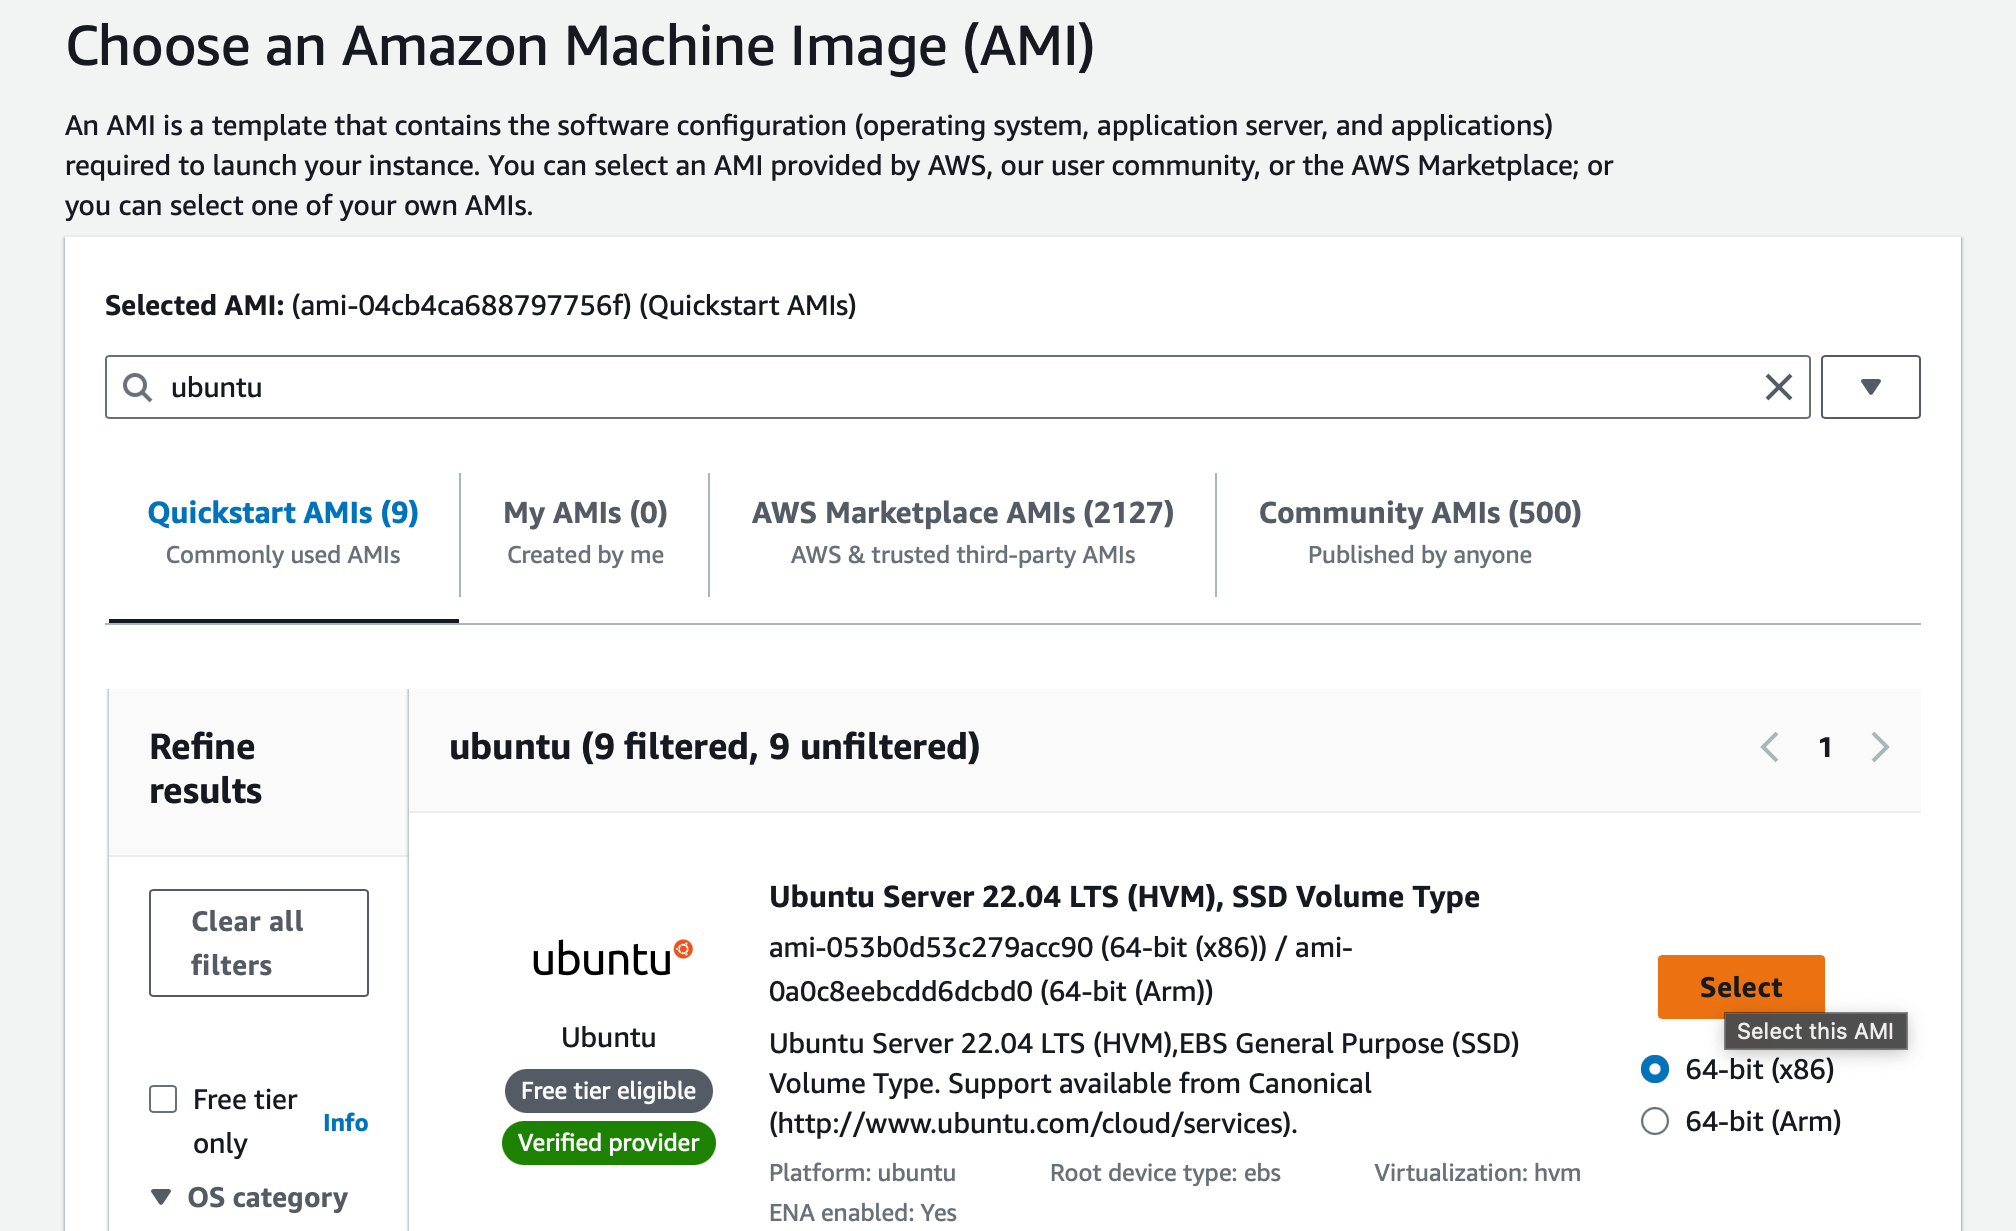 Choose an Amazon Machine Image (AMI)
An AMI is a template that contains the software configuration (operating system, application server, and applications)
required to launch your instance. You can select an AMI provided by AWS, our user community, or the AWS Marketplace; or
you can select one of your own AMIs.
Selected AMI: (ami-04cb4ca688797756f) (Quickstart AMIs)
ubuntu
Quickstart AMIs (9)
Commonly used AMIs
My AMIs (0)
Created by me
AWS Marketplace AMIs (2127)
AWS & trusted third-party AMIs
Community AMIs (500)
Published by anyone
Refine
results
Clear all
filters
Free tier
only
Info
OS category
ubuntu (9 filtered, 9 unfiltered)
1
ubuntu
Ubuntu
Free tier eligible
Verified provider
Ubuntu Server 22.04 LTS (HVM), SSD Volume Type
ami-053b0d53c279acc90 (64-bit (x86)) / ami-
0a0c8eebcdd6dcbd0 (64-bit (Arm))
Ubuntu Server 22.04 LTS (HVM),EBS General Purpose (SSD)
Volume Type. Support available from Canonical
(http://www.ubuntu.com/cloud/services).
Platform: ubuntu Root device type: ebs Virtualization: hvm
ENA enabled: Yes
Select
Select this AMI
64-bit (x86)
64-bit (Arm)